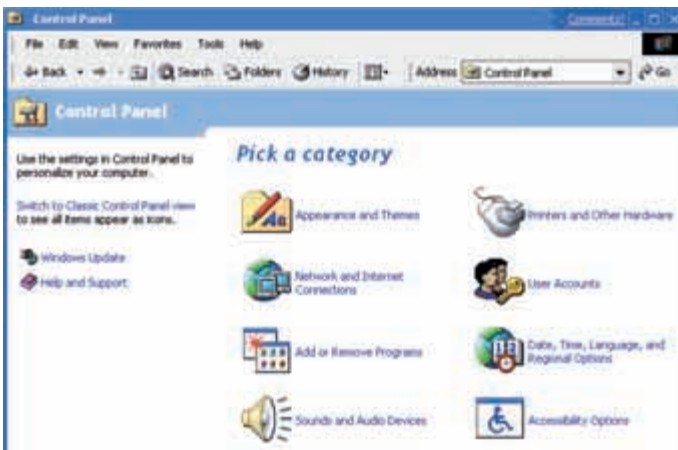 Control Panel
Comments?
File Edit View Favorites Tools Help
Back Search Folders History Address Control Panel Go
Control Panel
Use the settings in Control Panel to
personalize your computer.
Switch to Classic Control Panel view
to see all items appear as icons.
Windows Update
Help and Support
Pick a category
Appearance and Themes
Printers and Other Hardware
Network and Internet
Connections
User Accounts
Add or Remove Programs
Date, Time, Language, and
Regional Options
Sounds and Audio Devices
Accessibility Options